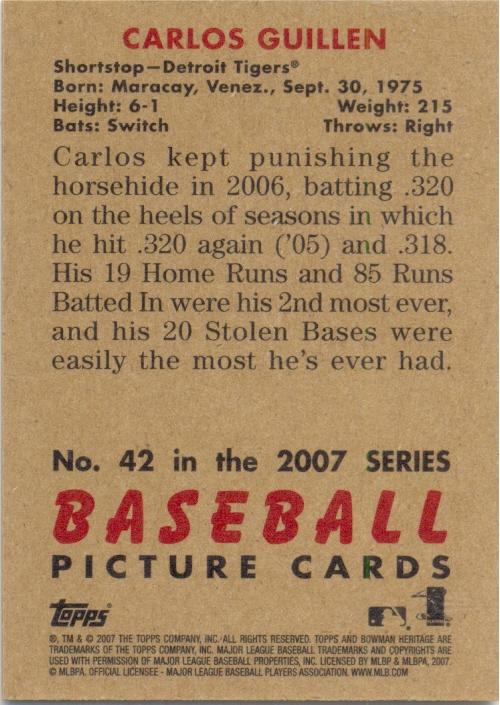 CARLOS GUILLEN
Shortstop—Detroit Tigers®
Born: Maracay, Venez., Sept. 30, 1975
Height: 6-1 Weight: 215
Bats: Switch Throws: Right
Carlos kept punishing the
horsehide in 2006, batting .320
on the heels of seasons in which
he hit .320 again ('05) and .318.
His 19 Home Runs and 85 Runs
Batted In were his 2nd most ever,
and his 20 Stolen Bases were
easily the most he's ever had.
No. 42 in the 2007 SERIES
BASEBALL
PICTURE CARDS
Topps
®, TM & © 2007 THE TOPPS COMPANY, INC. ALL RIGHTS RESERVED. TOPPS AND BOWMAN HERITAGE ARE
TRADEMARKS OF THE TOPPS COMPANY, INC. MAJOR LEAGUE BASEBALL TRADEMARKS AND COPYRIGHTS ARE
USED WITH PERMISSION OF MAJOR LEAGUE BASEBALL PROPERTIES, INC. LICENSED BY MLBP & MLBPA, 2007.
© MLBPA. OFFICIAL LICENSEE - MAJOR LEAGUE BASEBALL PLAYERS ASSOCIATION. WWW.MLB.COM